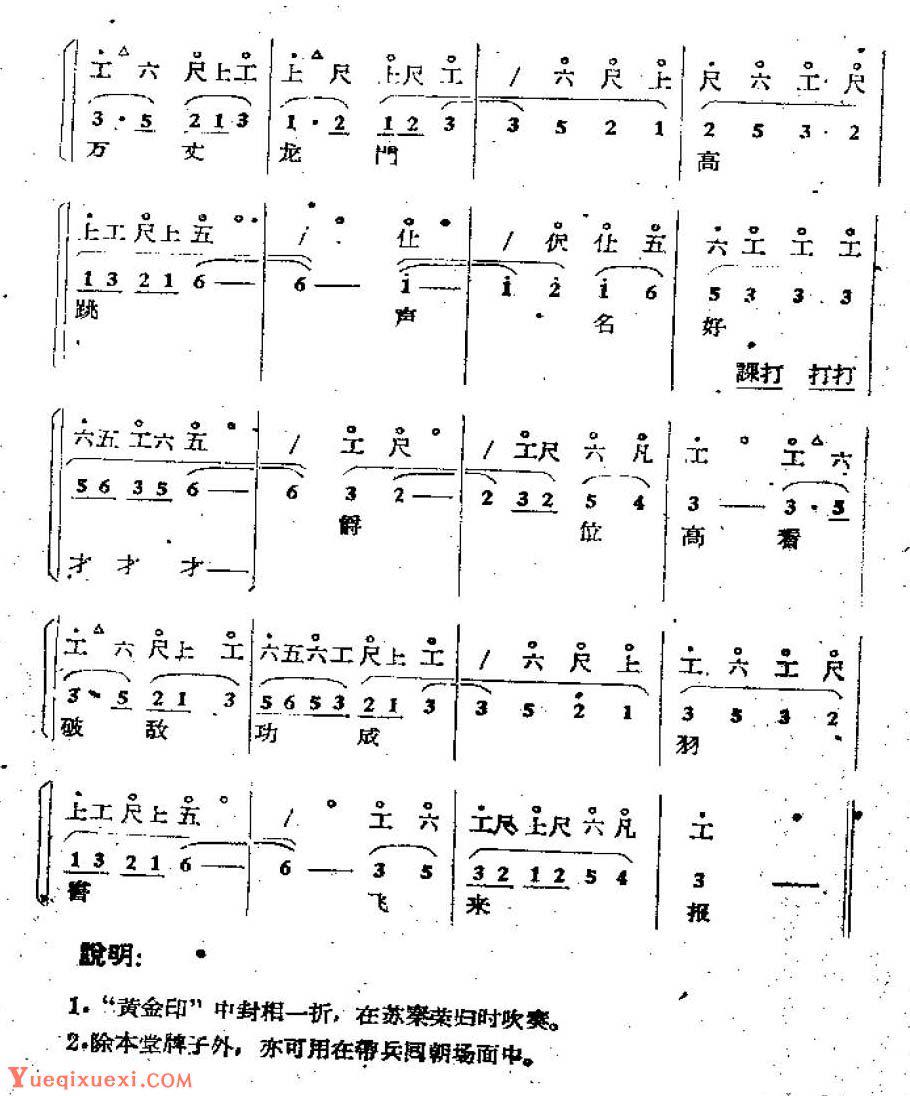 工 六 尺上工 上 尺 上尺 工 / 六 尺 上 尺 六 工 尺
3 · 5 2 1 3 1 · 2 1 2 3 3 5 2 1 2 5 3 · 2
万 丈 龙 門 高
上工 尺上 五 / 仩 / 伬 仩 五 六 工 工 工
1 3 2 1 6 — 6 — i — i 2 i 6 5 3 3 3
跳 声 名 好
課打 打打
六五 工六 五 / 工 尺 / 工尺 六 凡 工 工 六
5 6 3 5 6 — 6 3 2 — 2 3 2 5 4 3 — 3 · 5
爵 位 高 看
才 才 才—
工 六 尺上 工 六五六工 尺上 工 / 六 尺 上 工 六 工 尺
3 · 5 2 1 3 5 6 5 3 2 1 3 3 5 2 1 3 5 3 2
破 敌 功 成 羽
上工 尺上 五 / 工 六 工尺 上尺 六 凡 工
1 3 2 1 6 — 6 — 3 5 3 2 1 2 5 4 3 —
飞 来 报
說明:
1."黄金印"中封相一折,在苏秦荣归时吹奏。
2.除本堂牌子外,亦可用在帶兵囘朝场面中。
Yueqixuexi.com